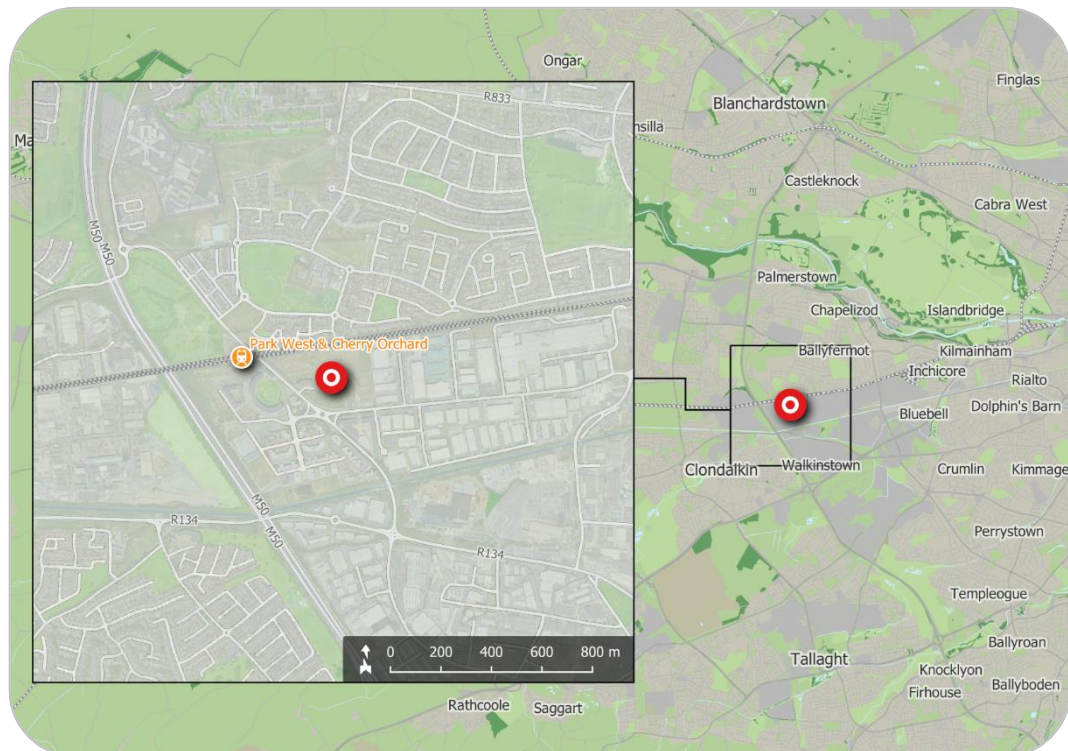 Ongar
Finglas
Blanchardstown
R833
nsilla
Ma
Castleknock
Cabra West
M50 M50
Palmerstown
Chapelizod
Islandbridge
Park West & Cherry Orchard
Ballyfermot
Kilmainham
Inchicore
Rialto
Dolphin's Barn
Bluebell
Clondalkin
Walkinstown
Crumlin
Kimmage
M50 M50
R134
R134
Perrystown
Templeogue
Ballyroan
0 200 400 600 800 m
Tallaght
Knocklyon
Ballyboden
Firhouse
Rathcoole
Saggart